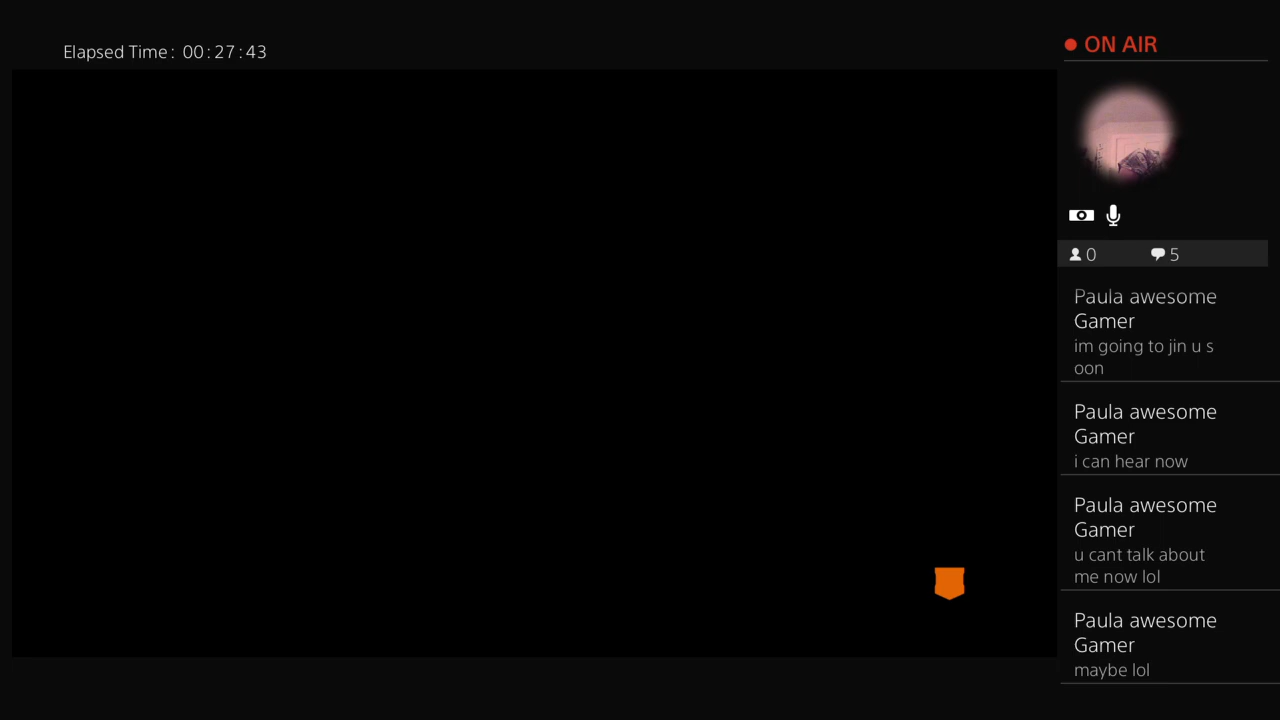 Elapsed Time: 00:27:43
ON AIR
0 5
Paula awesome
Gamer
im going to jin u s
oon
Paula awesome
Gamer
i can hear now
Paula awesome
Gamer
u cant talk about
me now lol
Paula awesome
Gamer
maybe lol